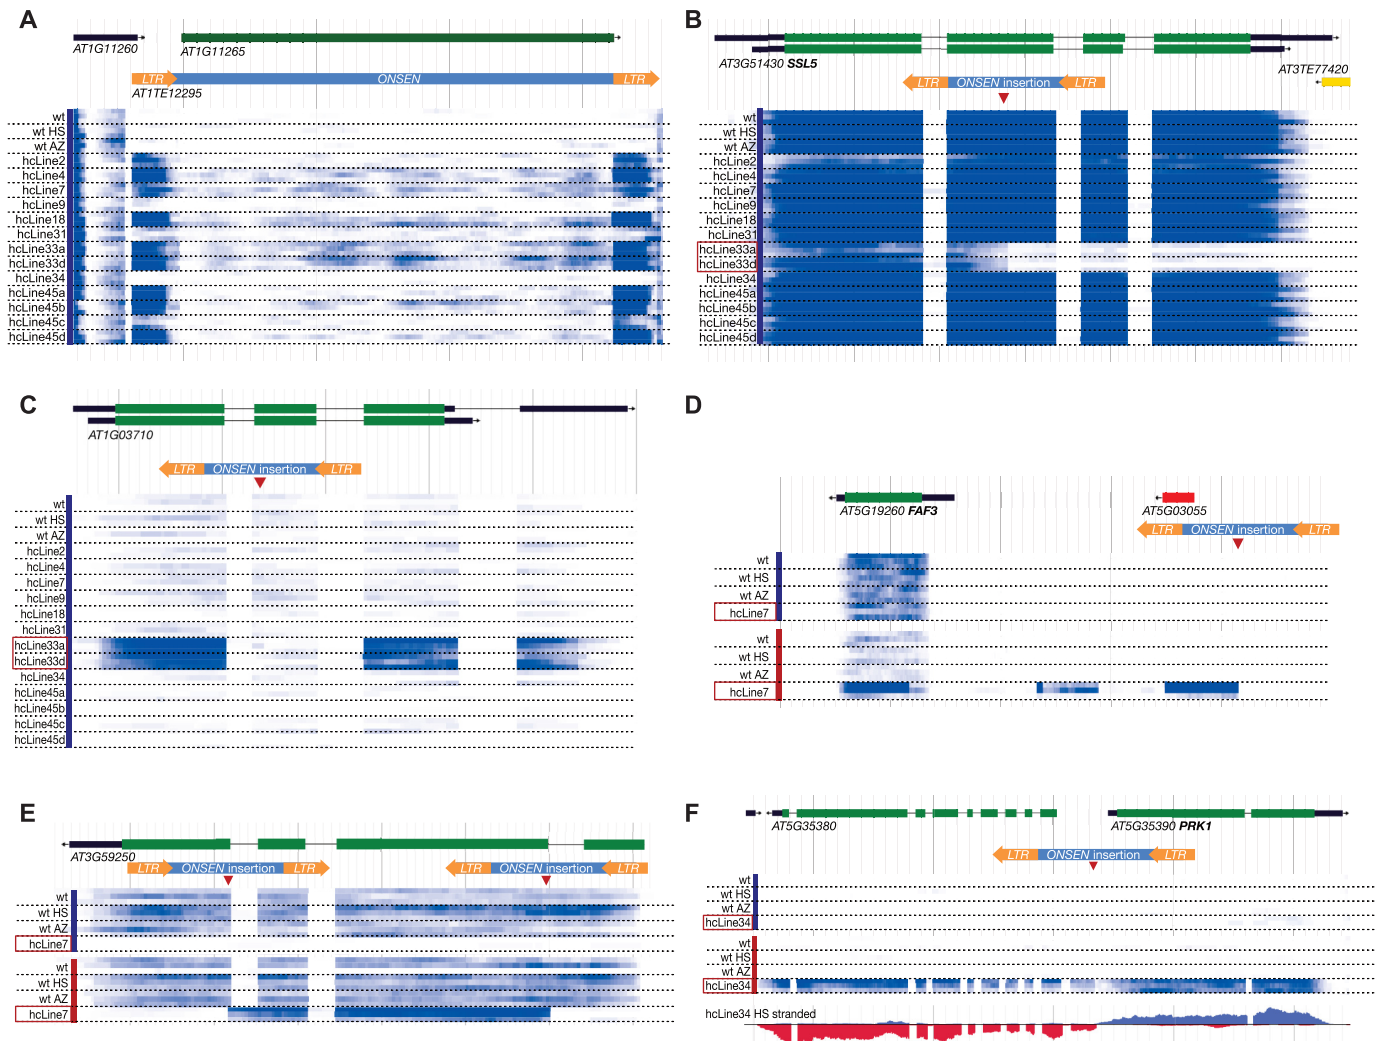 A
AT1G11260
AT1G11265
LTR
ONSEN
LTR
AT1TE12295
wt
wt HS
wt AZ
hcLine2
hcLine4
hcLine7
hcLine9
hcLine18
hcLine31
hcLine33a
hcLine33d
hcLine34
hcLine45a
hcLine45b
hcLine45c
hcLine45d
B
AT3G51430 SSL5
AT3TE77420
LTR
ONSEN insertion
LTR
wt
wt HS
wt AZ
hcLine2
hcLine4
hcLine7
hcLine9
hcLine18
hcLine31
hcLine33a
hcLine33d
hcLine34
hcLine45a
hcLine45b
hcLine45c
hcLine45d
C
AT1G03710
LTR
ONSEN insertion
LTR
wt
wt HS
wt AZ
hcLine2
hcLine4
hcLine7
hcLine9
hcLine18
hcLine31
hcLine33a
hcLine33d
hcLine34
hcLine45a
hcLine45b
hcLine45c
hcLine45d
D
AT5G19260 FAF3
AT5G03055
LTR
ONSEN insertion
LTR
wt
wt HS
wt AZ
hcLine7
wt
wt HS
wt AZ
hcLine7
E
AT3G59250
LTR
ONSEN insertion
LTR
LTR
ONSEN insertion
LTR
wt
wt HS
wt AZ
hcLine7
wt
wt HS
wt AZ
hcLine7
F
AT5G35380
AT5G35390 PRK1
LTR
ONSEN insertion
LTR
wt
wt HS
wt AZ
hcLine34
wt
wt HS
wt AZ
hcLine34
hcLine34 HS stranded